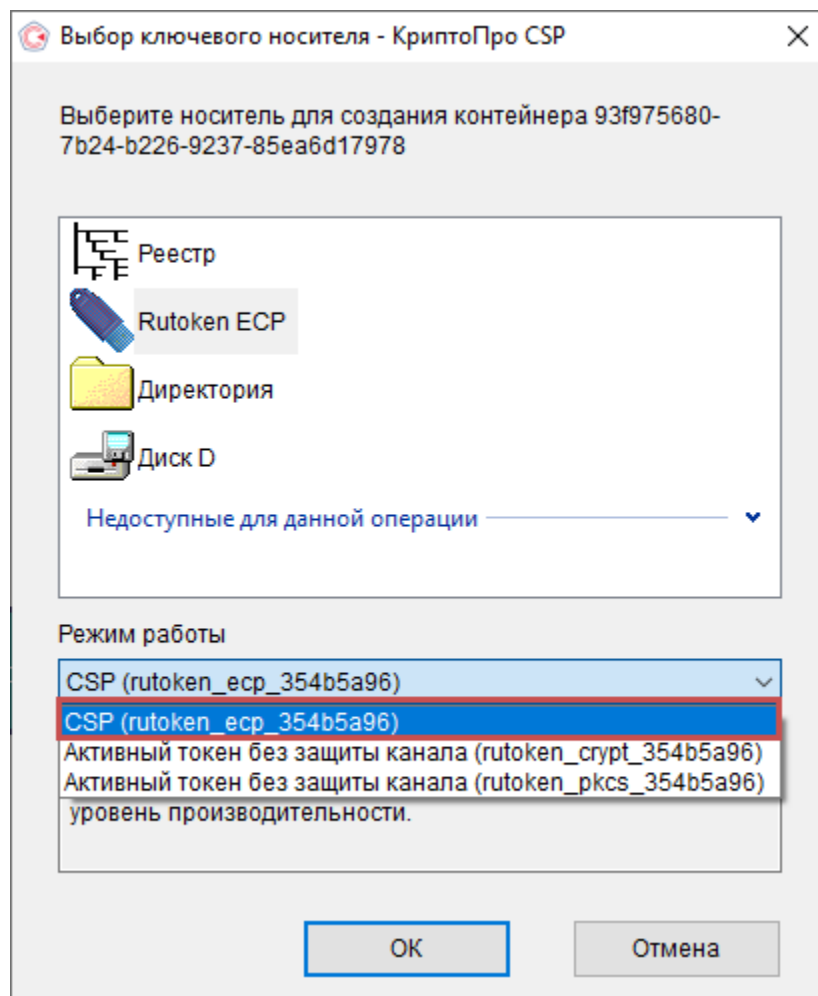 Выбор ключевого носителя - КриптоПро CSP
Выберите носитель для создания контейнера 93f975680-
7b24-b226-9237-85ea6d17978
Реестр
Rutoken ECP
Директория
Диск D
Недоступные для данной операции
Режим работы
CSP (rutoken_ecp_354b5a96)
CSP (rutoken_ecp_354b5a96)
Активный токен без защиты канала (rutoken_crypt_354b5a96)
Активный токен без защиты канала (rutoken_pkcs_354b5a96)
уровень производительности.
ОК
Отмена